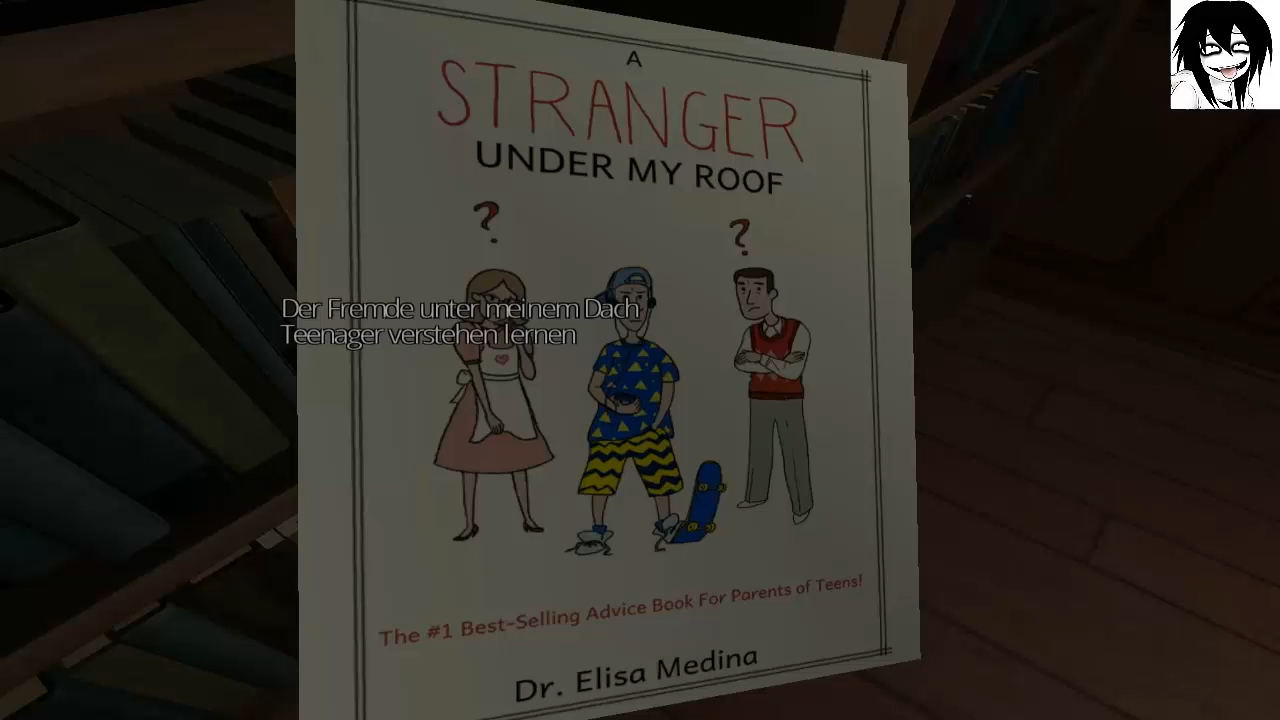 A
STRANGER
UNDER MY ROOF
? ?
Der Fremde unter meinem Dach
Teenager verstehen lernen
The #1 Best-Selling Advice Book For Parents of Teens!
Dr. Elisa Medina